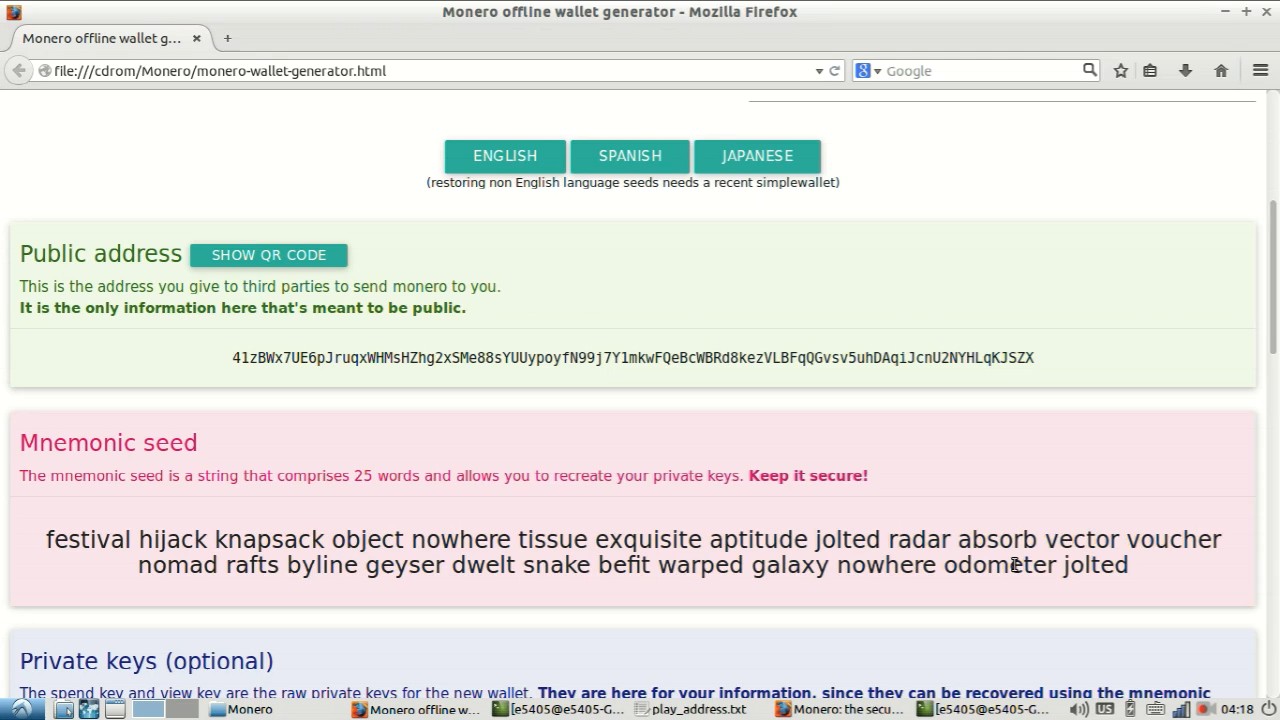 Monero offline wallet generator - Mozilla Firefox
Monero offline wallet g...
file:///cdrom/Monero/monero-wallet-generator.html
Google
ENGLISH
SPANISH
JAPANESE
(restoring non English language seeds needs a recent simplewallet)
Public address
SHOW QR CODE
This is the address you give to third parties to send monero to you.
It is the only information here that's meant to be public.
41zBWx7UE6pJruqxWHMsHZhg2xSMe88sYUUypoyfN99j7Y1mkwFQeBcWBRd8kezVLBFqQGvsv5uhDAqiJcnU2NYHLqKJSZX
Mnemonic seed
The mnemonic seed is a string that comprises 25 words and allows you to recreate your private keys. Keep it secure!
festival hijack knapsack object nowhere tissue exquisite aptitude jolted radar absorb vector voucher
nomad rafts byline geyser dwelt snake befit warped galaxy nowhere odometer jolted
Private keys (optional)
The spend key and view key are the raw private keys for the new wallet. They are here for your information, since they can be recovered using the mnemonic
Monero
Monero offline w...
[e5405@e5405-G...
play_address.txt
Monero: the secu...
[e5405@e5405-G...
US
04:18